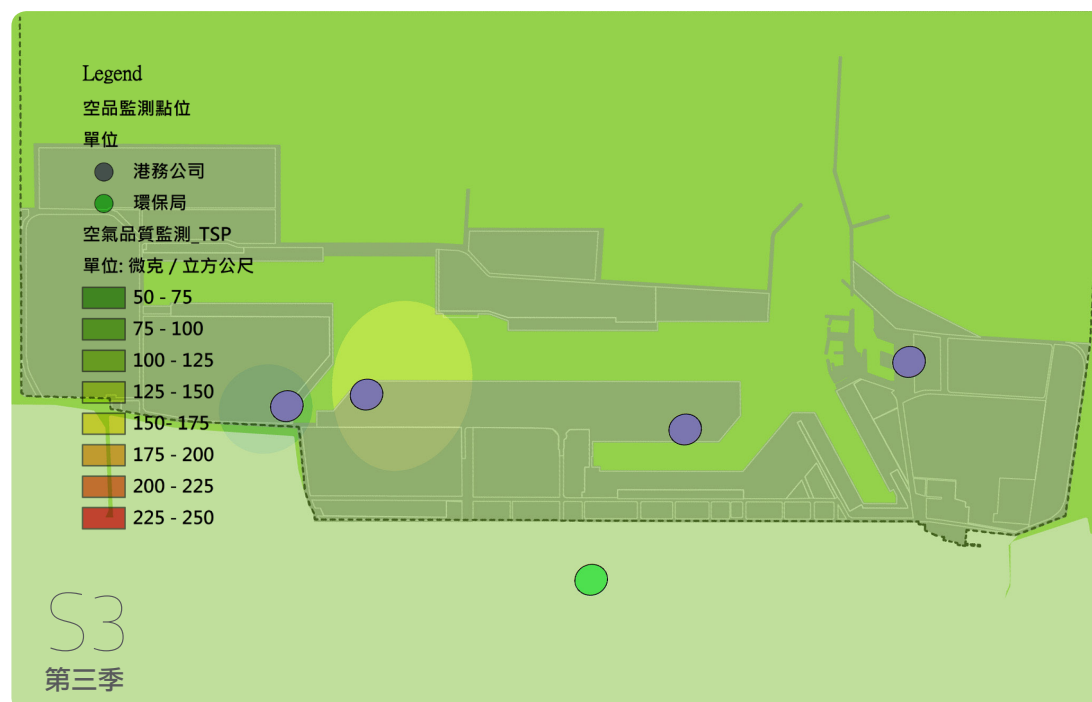 Legend
空品監測點位
單位
港務公司
環保局
空氣品質監測_TSP
單位: 微克 / 立方公尺
50 - 75
75 - 100
100 - 125
125 - 150
150- 175
175 - 200
200 - 225
225 - 250
S3
第三季